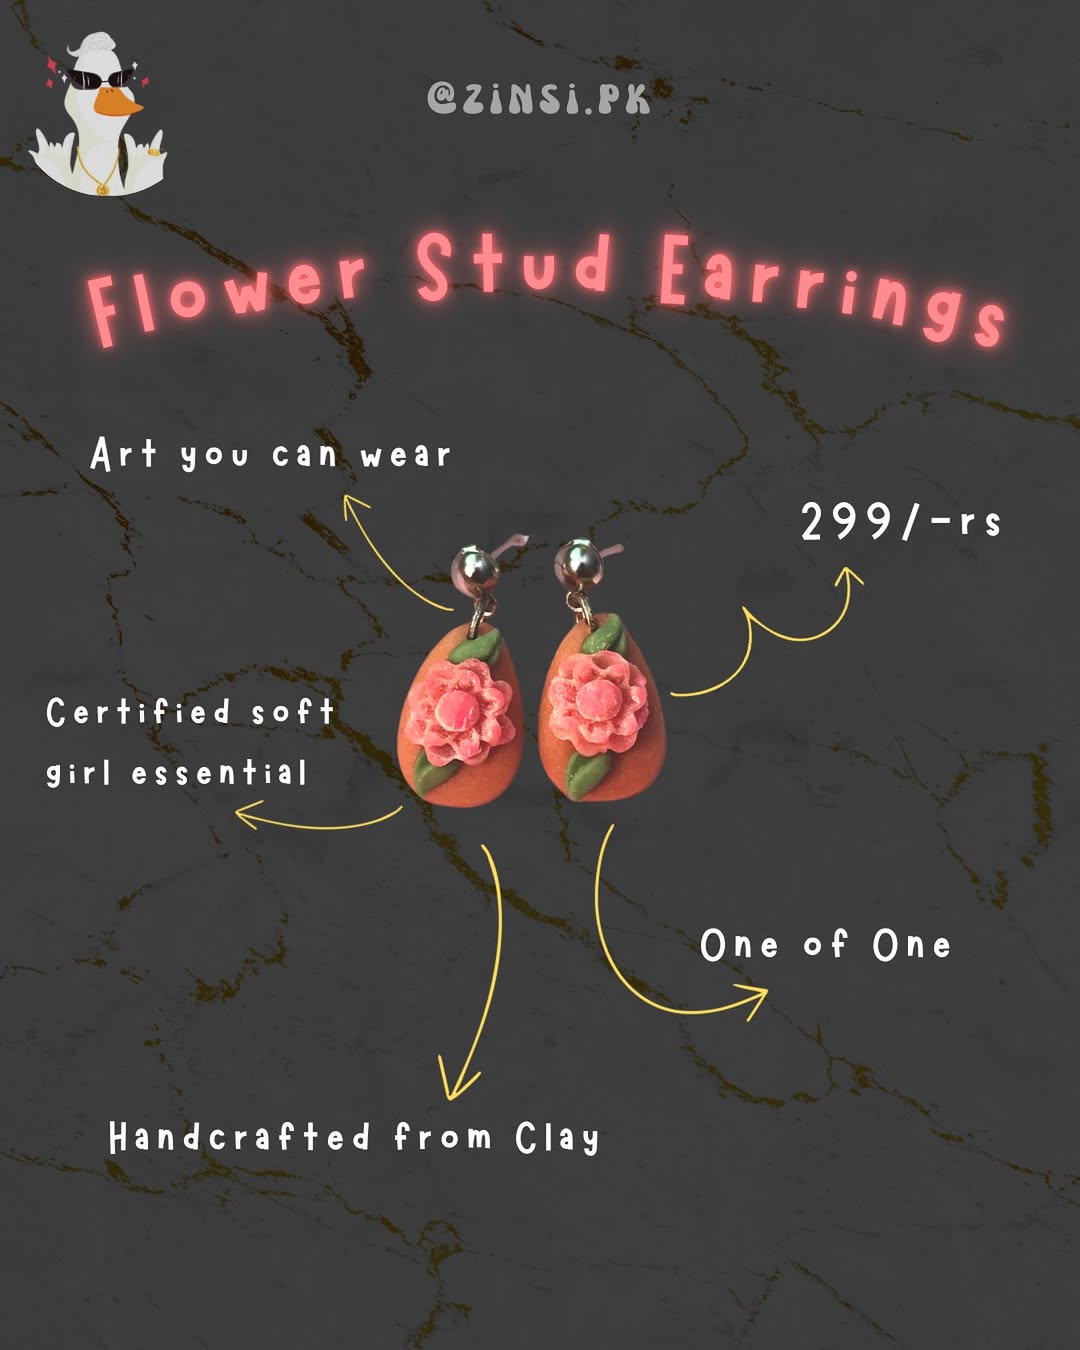 @ZiNSi.PK
Flower Stud Earrings
Art you can wear
299/-rs
Certified soft
girl essential
One of One
Handcrafted from Clay